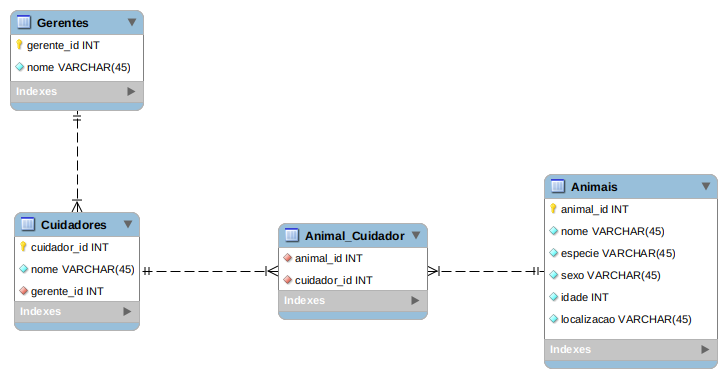 Gerentes
gerente_id INT
nome VARCHAR(45)
Indexes
Cuidadores
cuidador_id INT
nome VARCHAR(45)
gerente_id INT
Indexes
Animal_Cuidador
animal_id INT
cuidador_id INT
Indexes
Animais
animal_id INT
nome VARCHAR(45)
especie VARCHAR(45)
sexo VARCHAR(45)
idade INT
localizacao VARCHAR(45)
Indexes